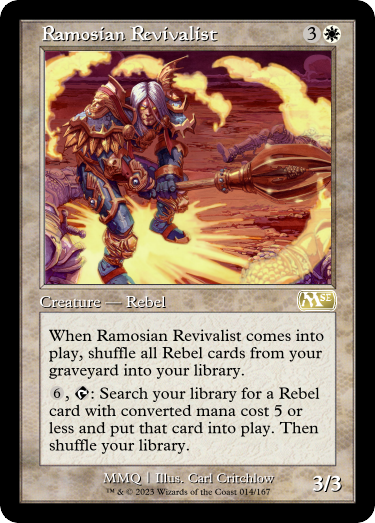 Ramosian Revivalist 3
Creature — Rebel MSE
When Ramosian Revivalist comes into
play, shuffle all Rebel cards from your
graveyard into your library.
6, : Search your library for a Rebel
card with converted mana cost 5 or
less and put that card into play. Then
shuffle your library.
MMQ | Illus. Carl Critchlow
3/3
™ & © 2023 Wizards of the Coast 014/167